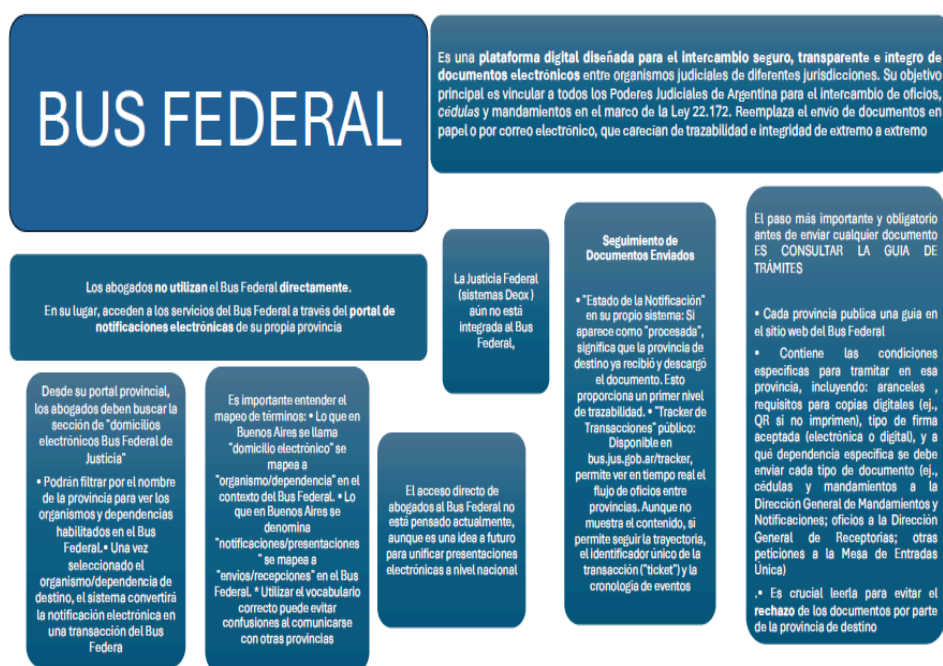 BUS FEDERAL
Es una plataforma digital diseñada para el intercambio seguro, transparente e integro de
documentos electrónicos entre organismos judiciales de diferentes jurisdicciones. Su objetivo
principal es vincular a todos los Poderes Judiciales de Argentina para el intercambio de oficios,
cédulas y mandamientos en el marco de la Ley 22.172. Reemplaza el envío de documentos en
papel o por correo electrónico, que carecían de trazabilidad e integridad de extremo a extremo
Los abogados no utilizan el Bus Federal directamente.
En su lugar, acceden a los servicios del Bus Federal a través del portal de
notificaciones electrónicas de su propia provincia
Desde su portal provincial,
los abogados deben buscar la
sección de "domicilios
electrónicos Bus Federal de
Justicia"
• Podrán filtrar por el nombre
de la provincia para ver los
organismos y dependencias
habilitados en el Bus
Federal.• Una vez
seleccionado el
organismo/dependencia de
destino, el sistema convertirá
la notificación electrónica en
una transacción del Bus
Federa
Es importante entender el
mapeo de términos: • Lo que en
Buenos Aires se llama
"domicilio electrónico" se
mapea a
"organismo/dependencia" en el
contexto del Bus Federal. • Lo
que en Buenos Aires se
denomina
"notificaciones/presentaciones
" se mapea a
"envíos/recepciones" en el Bus
Federal. * Utilizar el vocabulario
correcto puede evitar
confusiones al comunicarse
con otras provincias
La Justicia Federal
(sistemas Deox )
aún no está
integrada al Bus
Federal,
El acceso directo de
abogados al Bus Federal no
está pensado actualmente,
aunque es una idea a futuro
para unificar presentaciones
electrónicas a nivel nacional
Seguimiento de
Documentos Enviados
• "Estado de la Notificación"
en su propio sistema: Si
aparece como "procesada",
significa que la provincia de
destino ya recibió y descargó
el documento. Esto
proporciona un primer nivel
de trazabilidad. • "Tracker de
Transacciones" público:
Disponible en
bus.jus.gob.ar/tracker,
permite ver en tiempo real el
flujo de oficios entre
provincias. Aunque no
muestra el contenido, sí
permite seguir la trayectoria,
el identificador único de la
transacción ("ticket") y la
cronología de eventos
El paso más importante y obligatorio
antes de enviar cualquier documento
ES CONSULTAR LA GUIA DE
TRÁMITES
• Cada provincia publica una guía en
el sitio web del Bus Federal
• Contiene las condiciones
específicas para tramitar en esa
provincia, incluyendo: aranceles ,
requisitos para copias digitales (ej.,
QR si no imprimen), tipo de firma
aceptada (electrónica o digital), y a
qué dependencia específica se debe
enviar cada tipo de documento (ej.,
cédulas y mandamientos a la
Dirección General de Mandamientos y
Notificaciones; oficios a la Dirección
General de Receptorias; otras
peticiones a la Mesa de Entradas
Única)
.• Es crucial leerla para evitar el
rechazo de los documentos por parte
de la provincia de destino